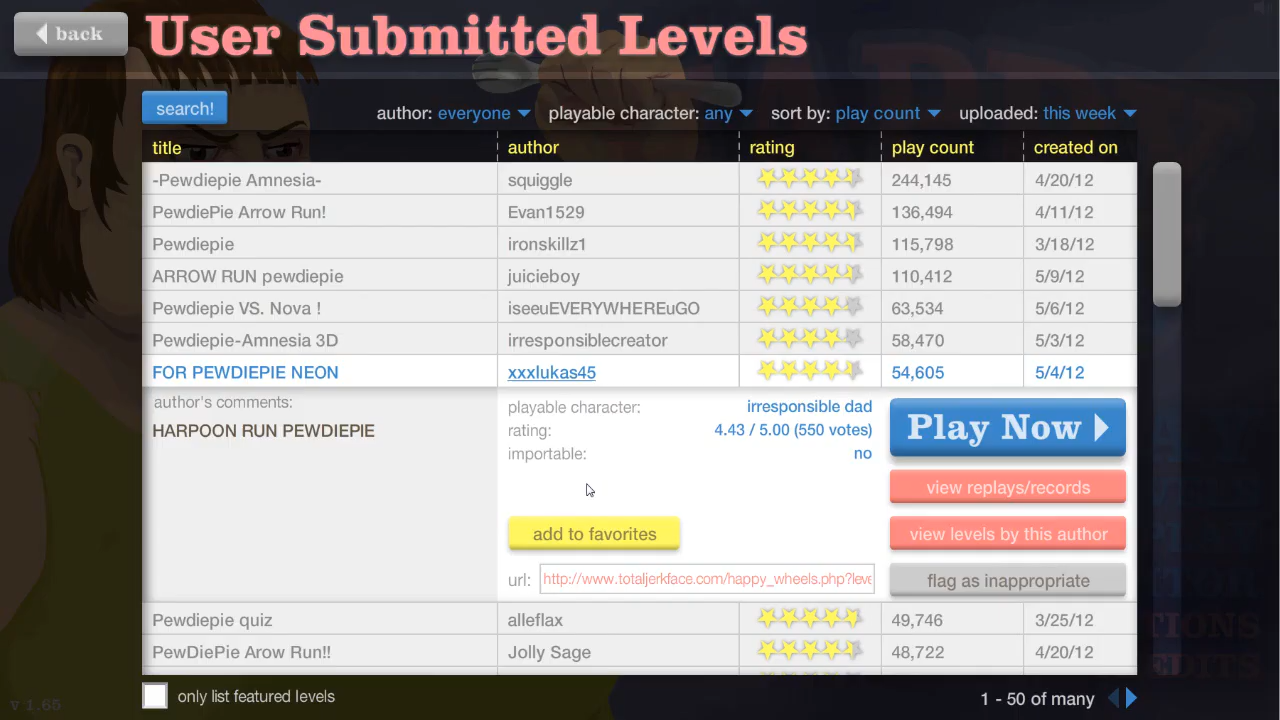 back
User Submitted Levels
search!
author: everyone playable character: any sort by: play count uploaded: this week
title author rating play count created on
-Pewdiepie Amnesia- squiggle 244,145 4/20/12
PewdiePie Arrow Run! Evan1529 136,494 4/11/12
Pewdiepie ironskillz1 115,798 3/18/12
ARROW RUN pewdiepie juicieboy 110,412 5/9/12
Pewdiepie VS. Nova ! iseeuEVERYWHEREuGO 63,534 5/6/12
Pewdiepie-Amnesia 3D irresponsiblecreator 58,470 5/3/12
FOR PEWDIEPIE NEON xxxlukas45 54,605 5/4/12
author's comments:
HARPOON RUN PEWDIEPIE
playable character: irresponsible dad
rating: 4.43 / 5.00 (550 votes)
importable: no
add to favorites
url: http://www.totaljerkface.com/happy_wheels.php?leve
Play Now
view replays/records
view levels by this author
flag as inappropriate
Pewdiepie quiz alleflax 49,746 3/25/12
PewDiePie Arow Run!! Jolly Sage 48,722 4/20/12
only list featured levels
1 - 50 of many
v 1.65
TIONS
EDITS